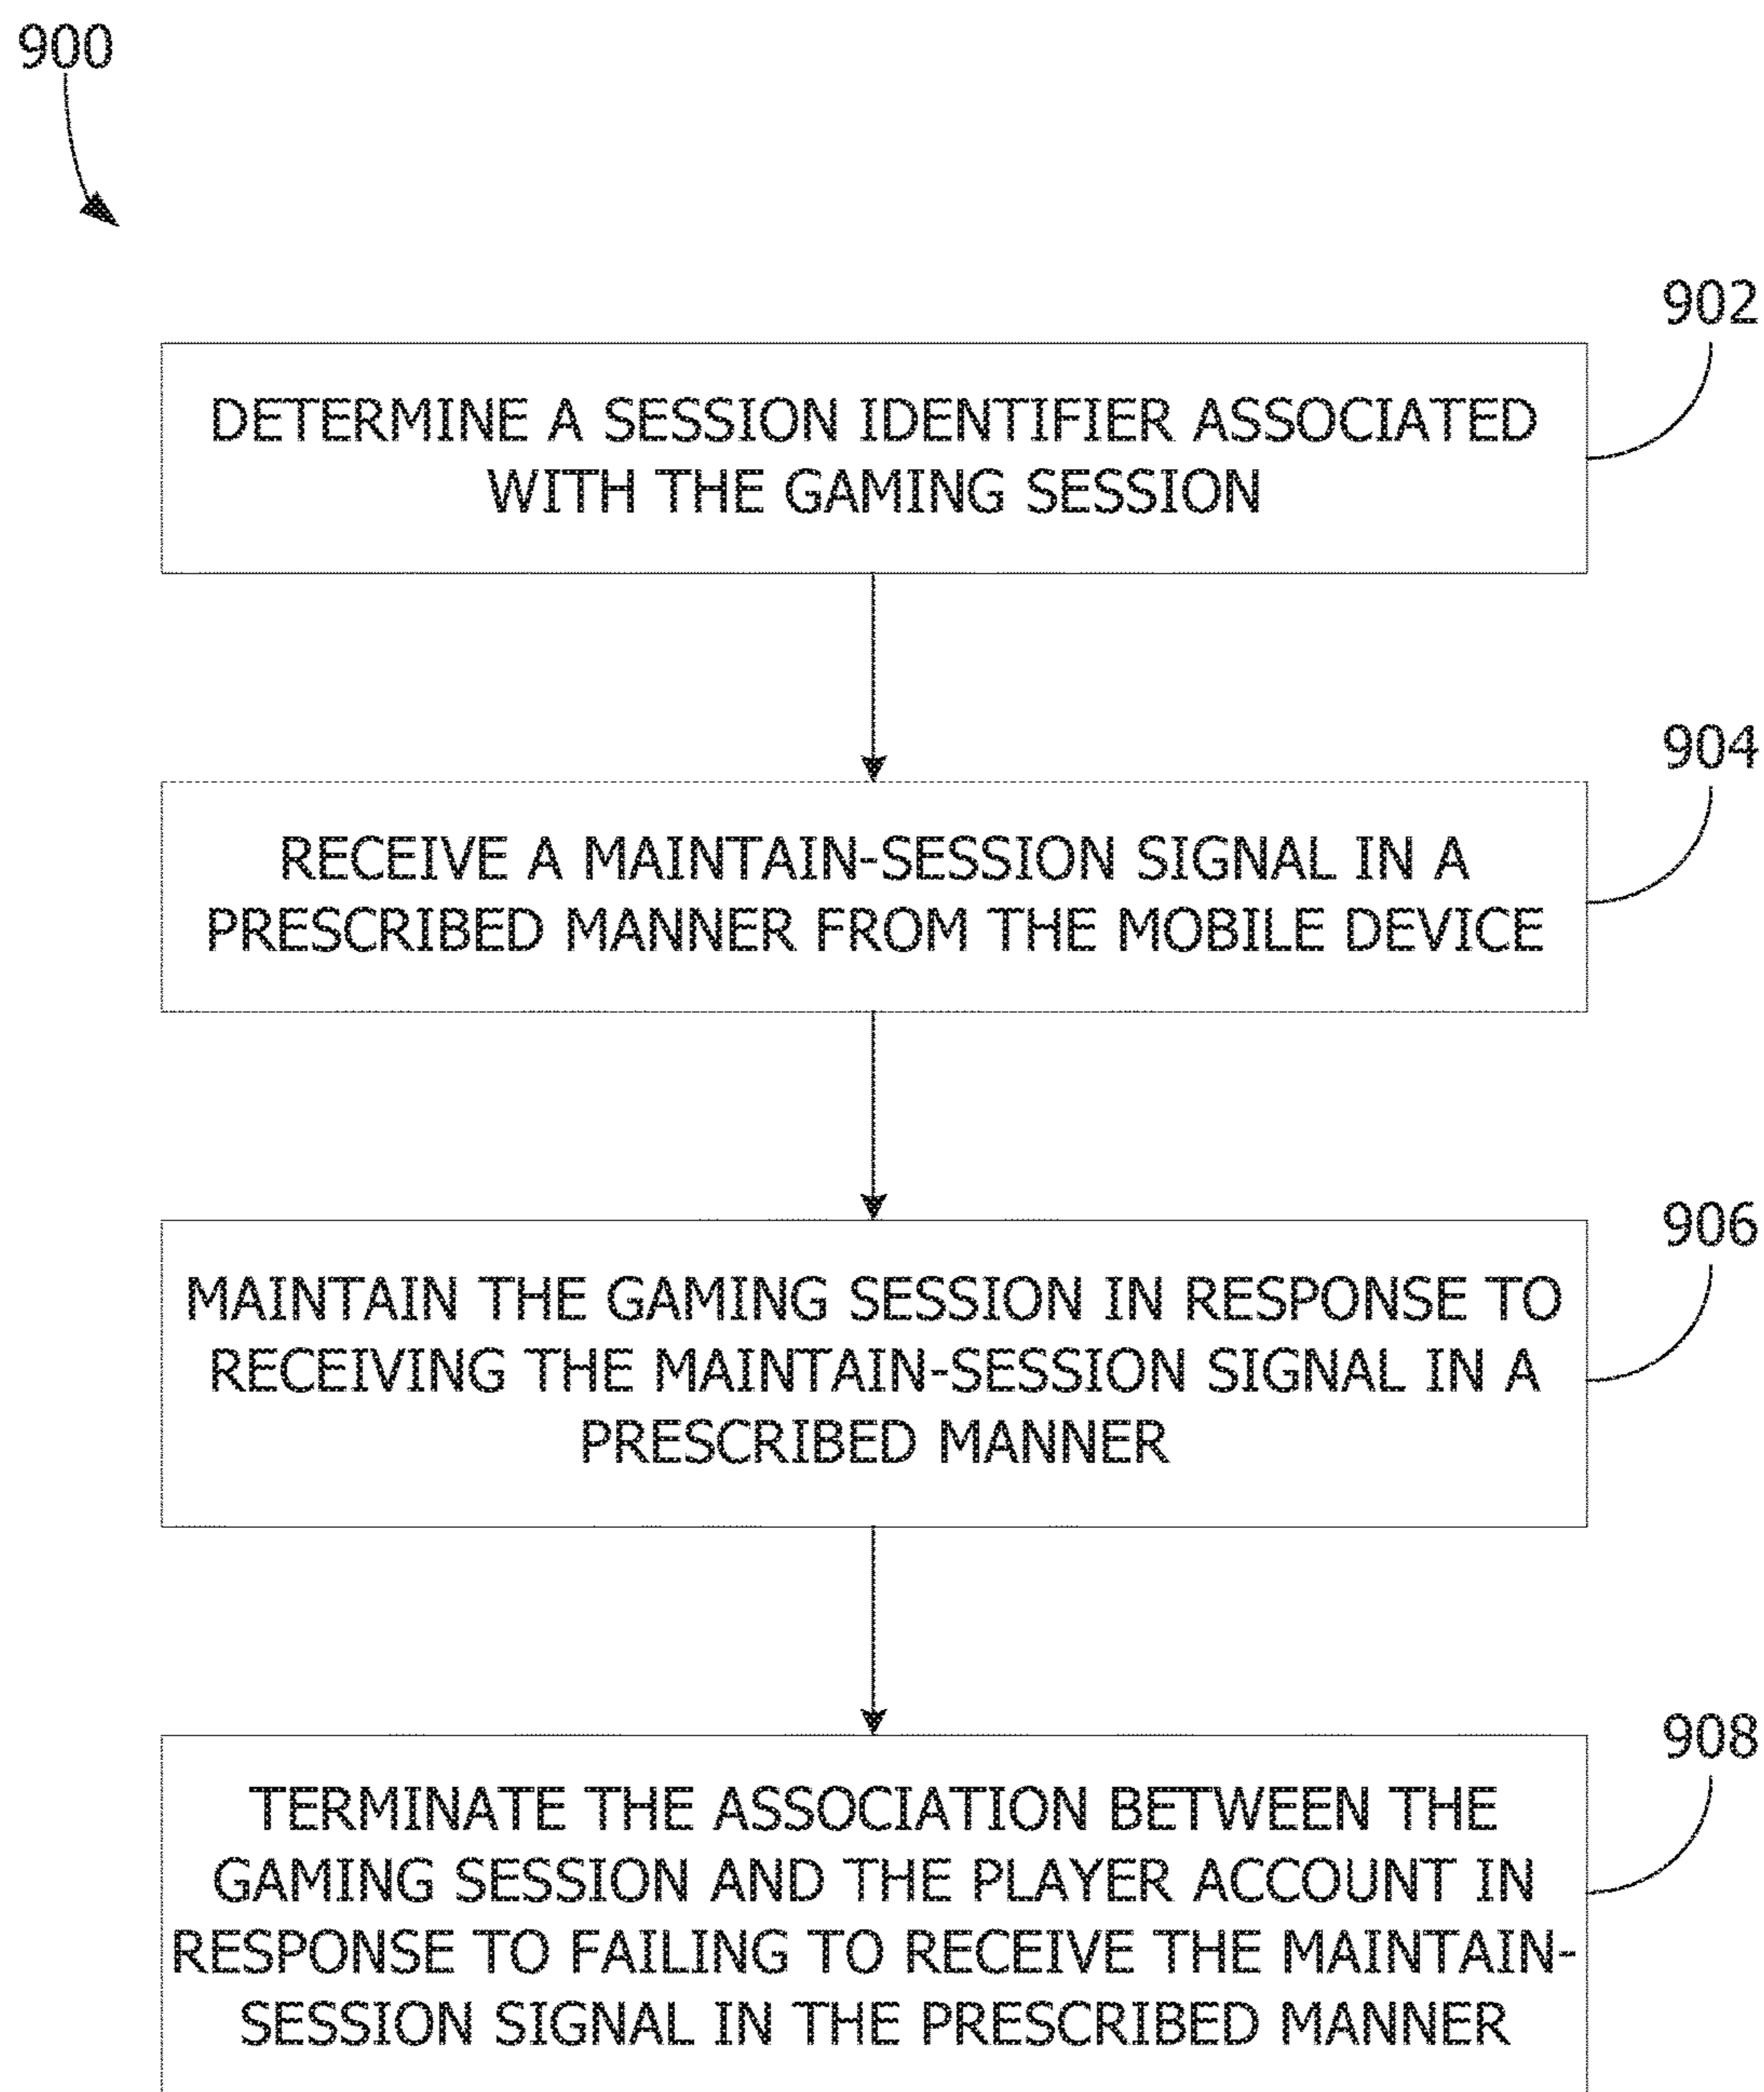 900
902
DETERMINE A SESSION IDENTIFIER ASSOCIATED
WITH THE GAMING SESSION
904
RECEIVE A MAINTAIN-SESSION SIGNAL IN A
PRESCRIBED MANNER FROM THE MOBILE DEVICE
906
MAINTAIN THE GAMING SESSION IN RESPONSE TO
RECEIVING THE MAINTAIN-SESSION SIGNAL IN A
PRESCRIBED MANNER
908
TERMINATE THE ASSOCIATION BETWEEN THE
GAMING SESSION AND THE PLAYER ACCOUNT IN
RESPONSE TO FAILING TO RECEIVE THE MAINTAIN-
SESSION SIGNAL IN THE PRESCRIBED MANNER